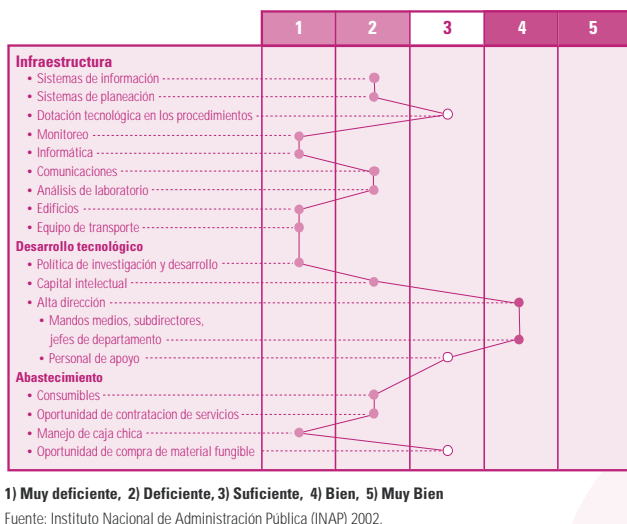 1 2 3 4 5
Infraestructura
• Sistemas de información
• Sistemas de planeación
• Dotación tecnológica en los procedimientos
• Monitoreo
• Informática
• Comunicaciones
• Análisis de laboratorio
• Edificios
• Equipo de transporte
Desarrollo tecnológico
• Política de investigación y desarrollo
• Capital intelectual
• Alta dirección
• Mandos medios, subdirectores,
jefes de departamento
• Personal de apoyo
Abastecimiento
• Consumibles
• Oportunidad de contratacion de servicios
• Manejo de caja chica
• Oportunidad de compra de material fungible
1) Muy deficiente, 2) Deficiente, 3) Suficiente, 4) Bien, 5) Muy Bien
Fuente: Instituto Nacional de Administración Pública (INAP) 2002.